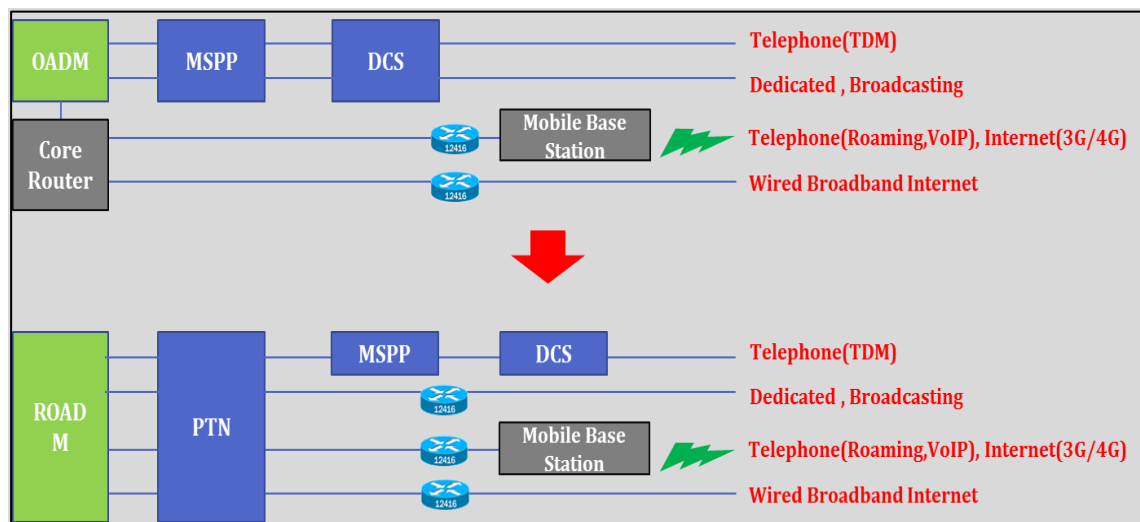 OADM
MSPP
DCS
Telephone(TDM)
Dedicated , Broadcasting
Core
Router
12416
Mobile Base
Station
Telephone(Roaming,VoIP), Internet(3G/4G)
12416
Wired Broadband Internet
ROAD
M
PTN
MSPP
DCS
Telephone(TDM)
12416
Dedicated , Broadcasting
12416
Mobile Base
Station
Telephone(Roaming,VoIP), Internet(3G/4G)
12416
Wired Broadband Internet